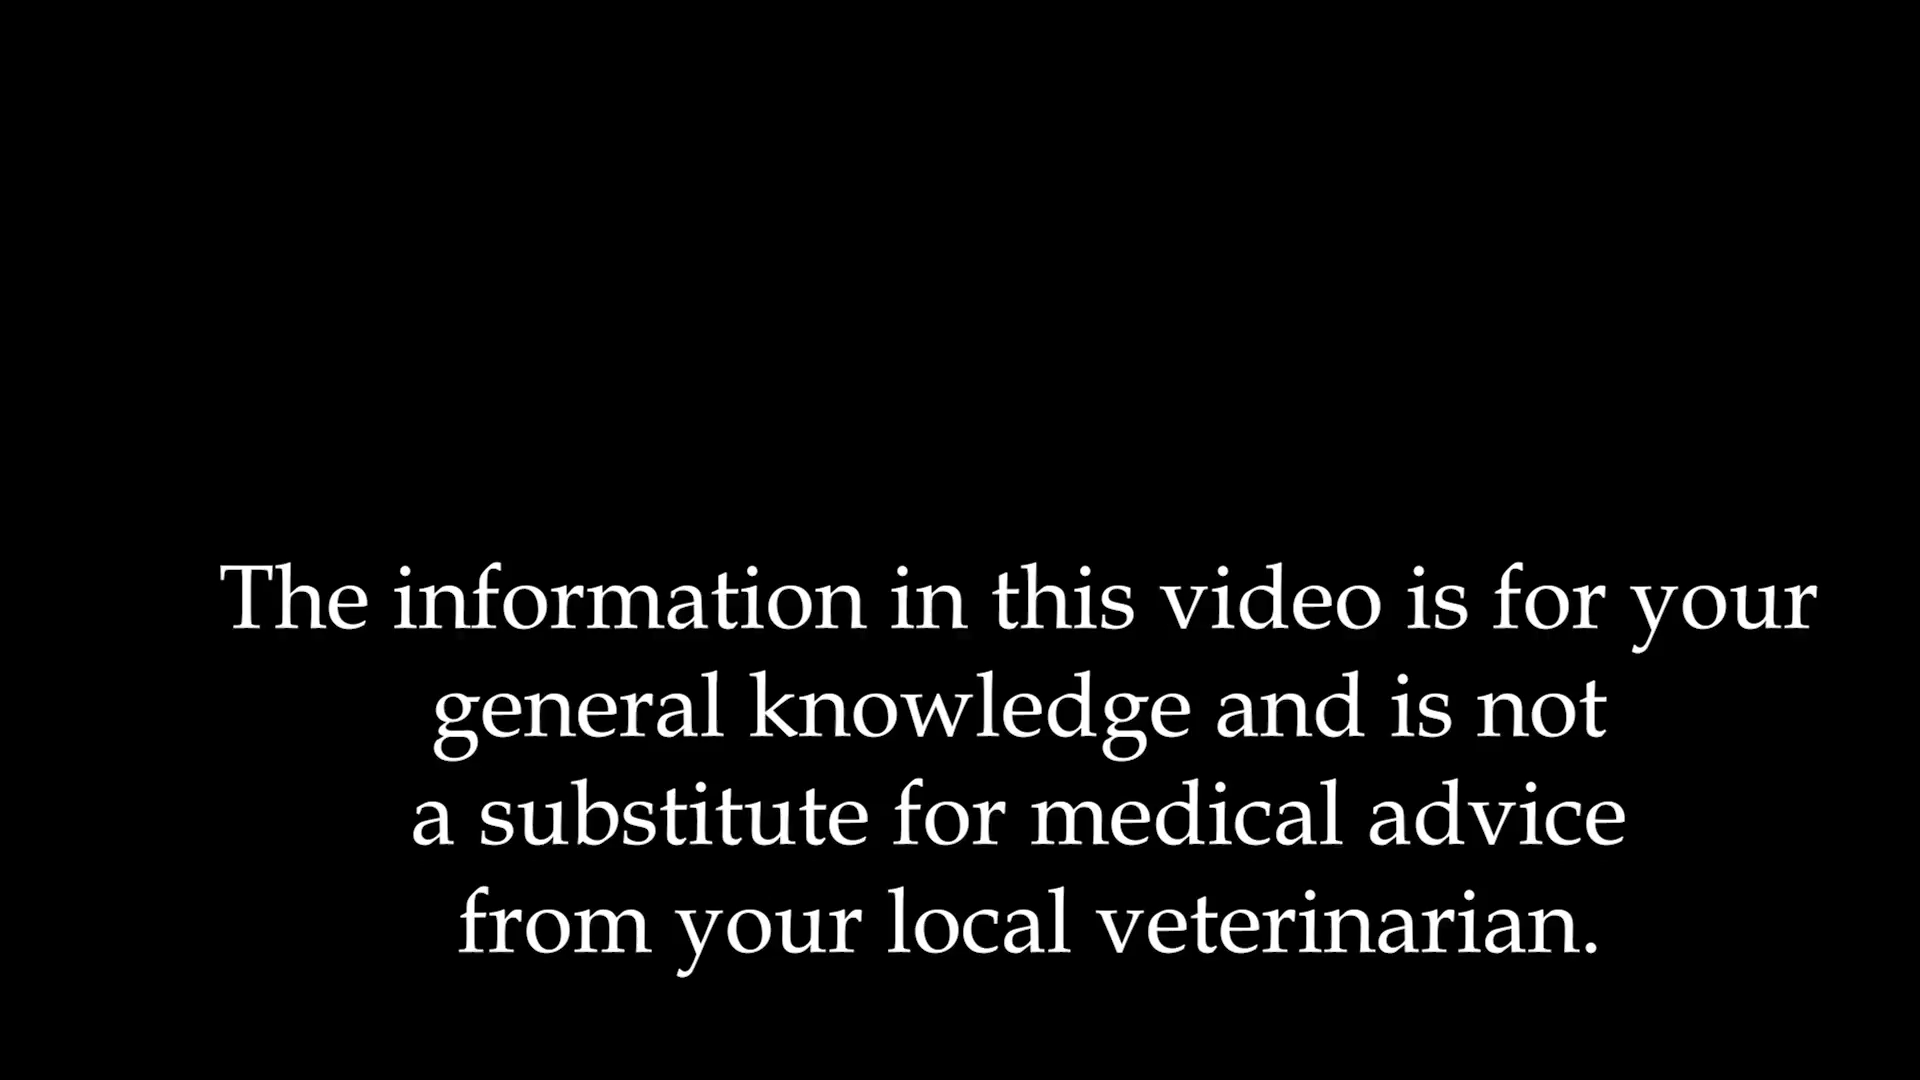 The information in this video is for your
general knowledge and is not
a substitute for medical advice
from your local veterinarian.